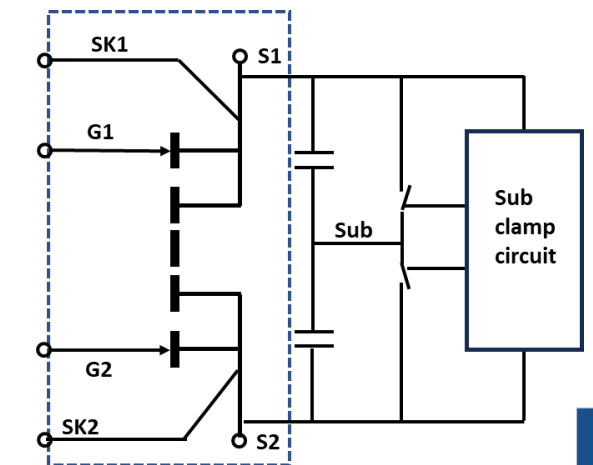 SK1
S1
G1
Sub
Sub
clamp
circuit
G2
SK2
S2